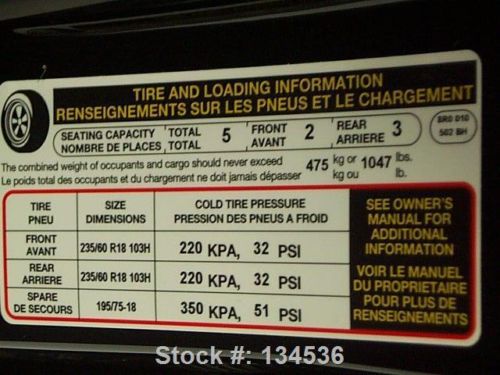 TIRE AND LOADING INFORMATION
RENSEIGNEMENTS SUR LES PNEUS ET LE CHARGEMENT
SEATING CAPACITY TOTAL 5 FRONT 2 REAR 3
NOMBRE DE PLACES TOTAL AVANT ARRIERE
BR0 010
502 BH
The combined weight of occupants and cargo should never exceed 475 kg or 1047 lbs.
Le poids total des occupants et du chargement ne doit jamais dépasser kg ou lb.
TIRE SIZE COLD TIRE PRESSURE
PNEU DIMENSIONS PRESSION DES PNEUS A FROID
FRONT
AVANT 235/60 R18 103H 220 KPA, 32 PSI
REAR
ARRIERE 235/60 R18 103H 220 KPA, 32 PSI
SPARE
DE SECOURS 195/75-18 350 KPA, 51 PSI
SEE OWNER'S
MANUAL FOR
ADDITIONAL
INFORMATION
VOIR LE MANUEL
DU PROPRIETAIRE
POUR PLUS DE
RENSEIGNEMENTS
Stock #: 134536